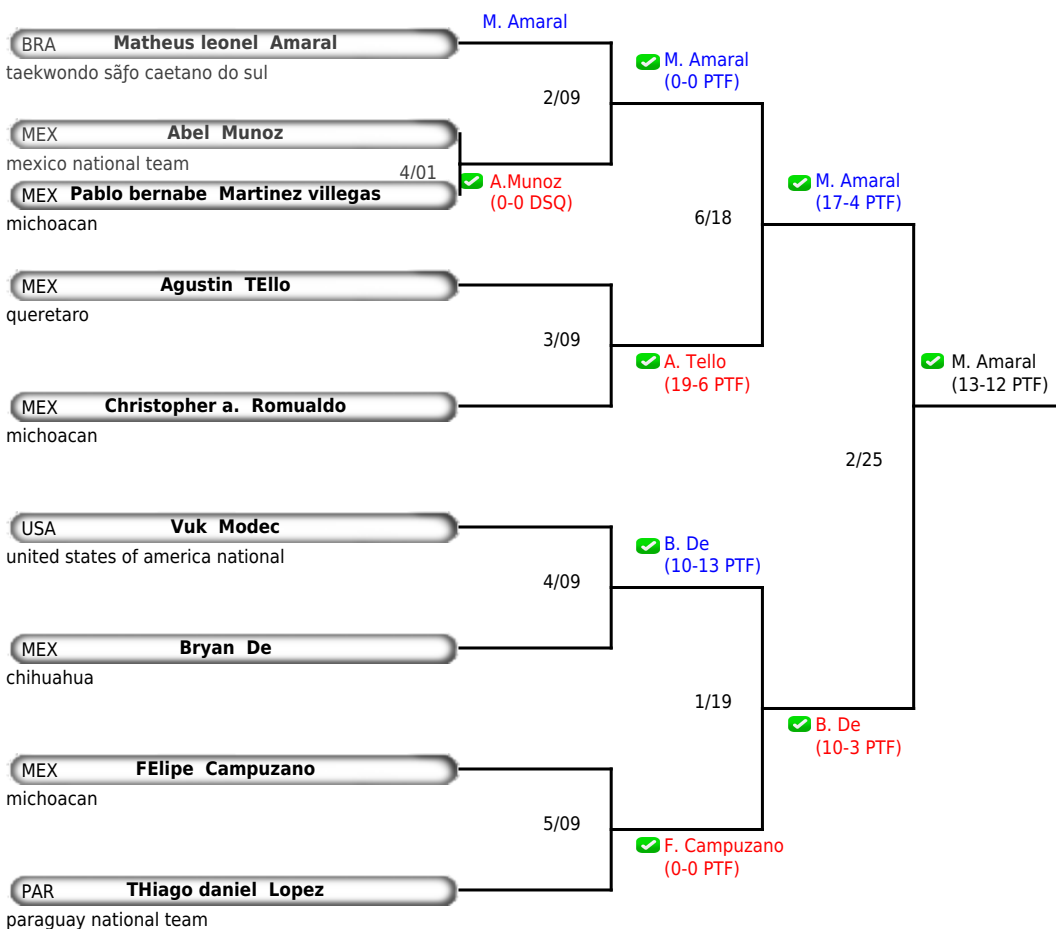 M. Amaral
BRA Matheus leonel Amaral
taekwondo sãƒo caetano do sul
M. Amaral
(0-0 PTF)
2/09
MEX Abel Munoz
mexico national team
4/01
A.Munoz
(0-0 DSQ)
MEX Pablo bernabe Martinez villegas
michoacan
M. Amaral
(17-4 PTF)
6/18
MEX Agustin TEllo
queretaro
3/09
A. Tello
(19-6 PTF)
M. Amaral
(13-12 PTF)
MEX Christopher a. Romualdo
michoacan
2/25
USA Vuk Modec
united states of america national
B. De
(10-13 PTF)
4/09
MEX Bryan De
chihuahua
1/19
B. De
(10-3 PTF)
MEX FElipe Campuzano
michoacan
5/09
F. Campuzano
(0-0 PTF)
PAR THiago daniel Lopez
paraguay national team